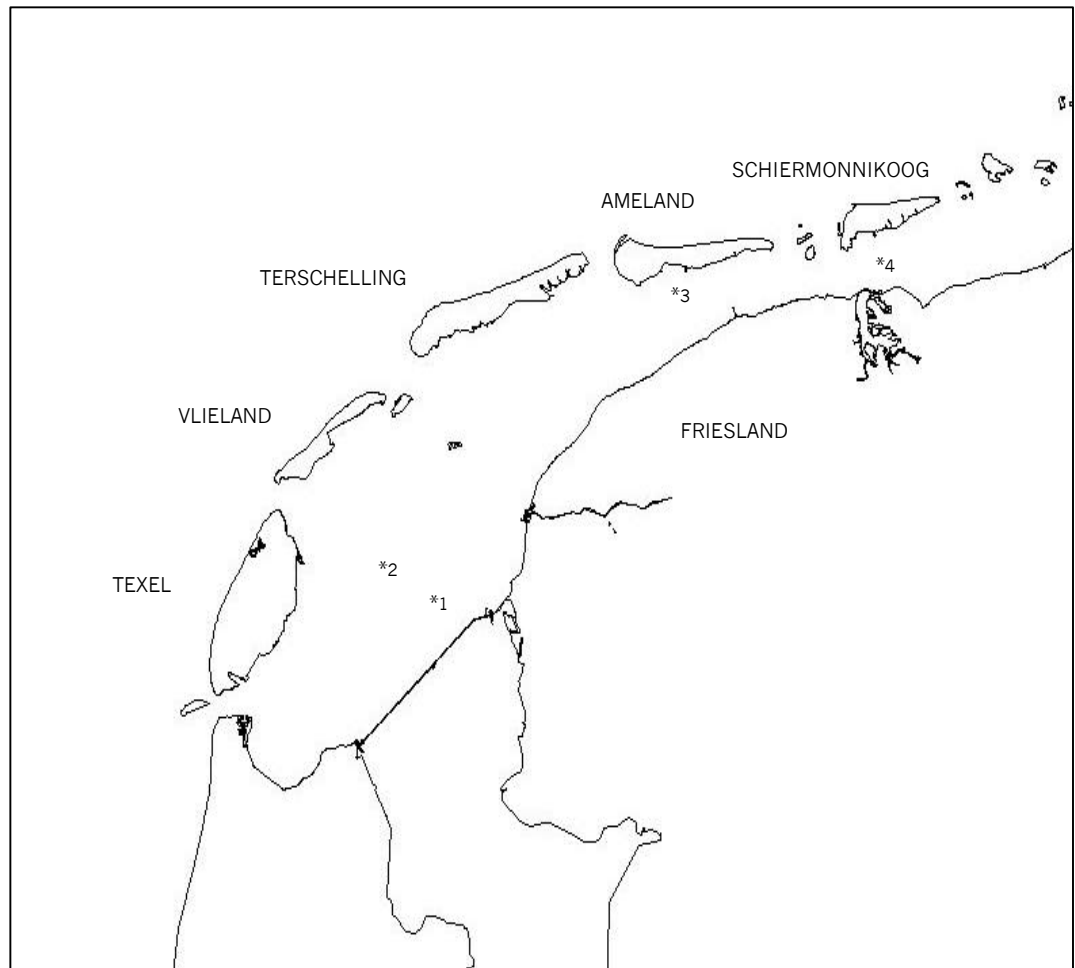 SCHIERMONNIKOOG
AMELAND
TERSCHELLING
*4
*3
VLIELAND
FRIESLAND
*2
TEXEL
*1